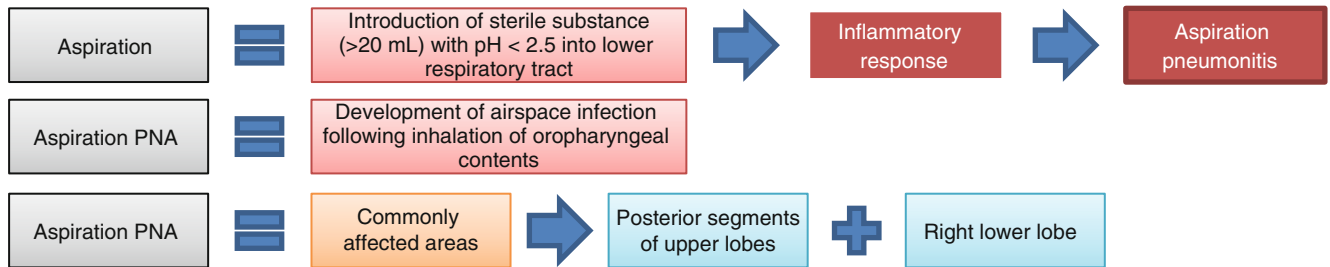 Aspiration
Introduction of sterile substance
(>20 mL) with pH < 2.5 into lower
respiratory tract
Inflammatory
response
Aspiration
pneumonitis
Aspiration PNA
Development of airspace infection
following inhalation of oropharyngeal
contents
Aspiration PNA
Commonly
affected areas
Posterior segments
of upper lobes
Right lower lobe